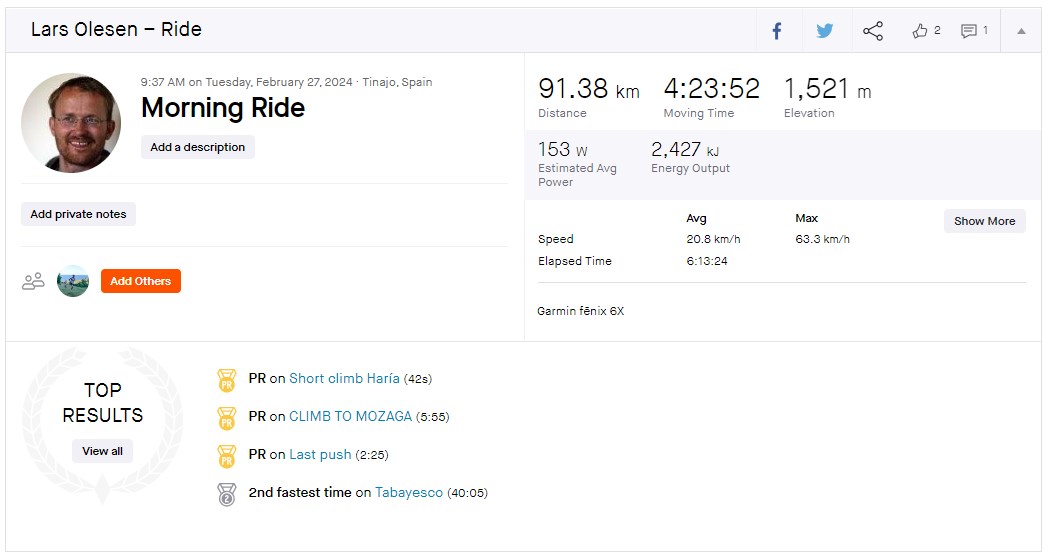 Lars Olesen – Ride
2
1
9:37 AM on Tuesday, February 27, 2024 · Tinajo, Spain
Morning Ride
Add a description
Add private notes
Add Others
91.38 km
Distance
4:23:52
Moving Time
1,521 m
Elevation
153 W
Estimated Avg
Power
2,427 kJ
Energy Output
Avg Max
Show More
Speed 20.8 km/h 63.3 km/h
Elapsed Time 6:13:24
Garmin fēnix 6X
TOP
RESULTS
View all
PR
PR on Short climb Haría (42s)
PR
PR on CLIMB TO MOZAGA (5:55)
PR
PR on Last push (2:25)
2
2nd fastest time on Tabayesco (40:05)